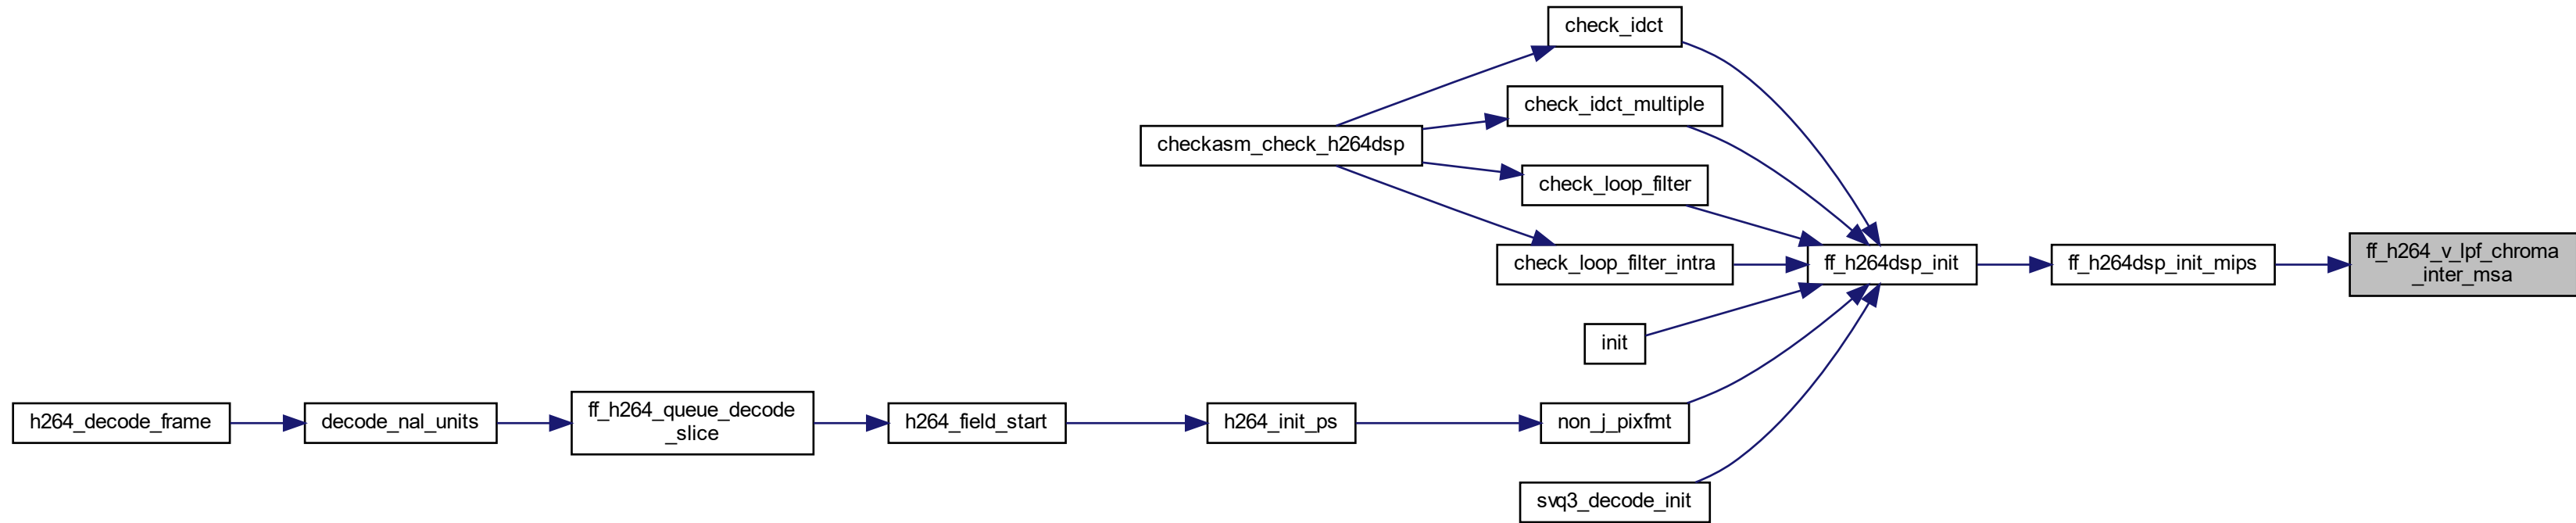 check_idct
check_idct_multiple
checkasm_check_h264dsp
check_loop_filter
check_loop_filter_intra
ff_h264dsp_init
ff_h264dsp_init_mips
ff_h264_v_lpf_chroma
_inter_msa
init
h264_decode_frame
decode_nal_units
ff_h264_queue_decode
_slice
h264_field_start
h264_init_ps
non_j_pixfmt
svq3_decode_init